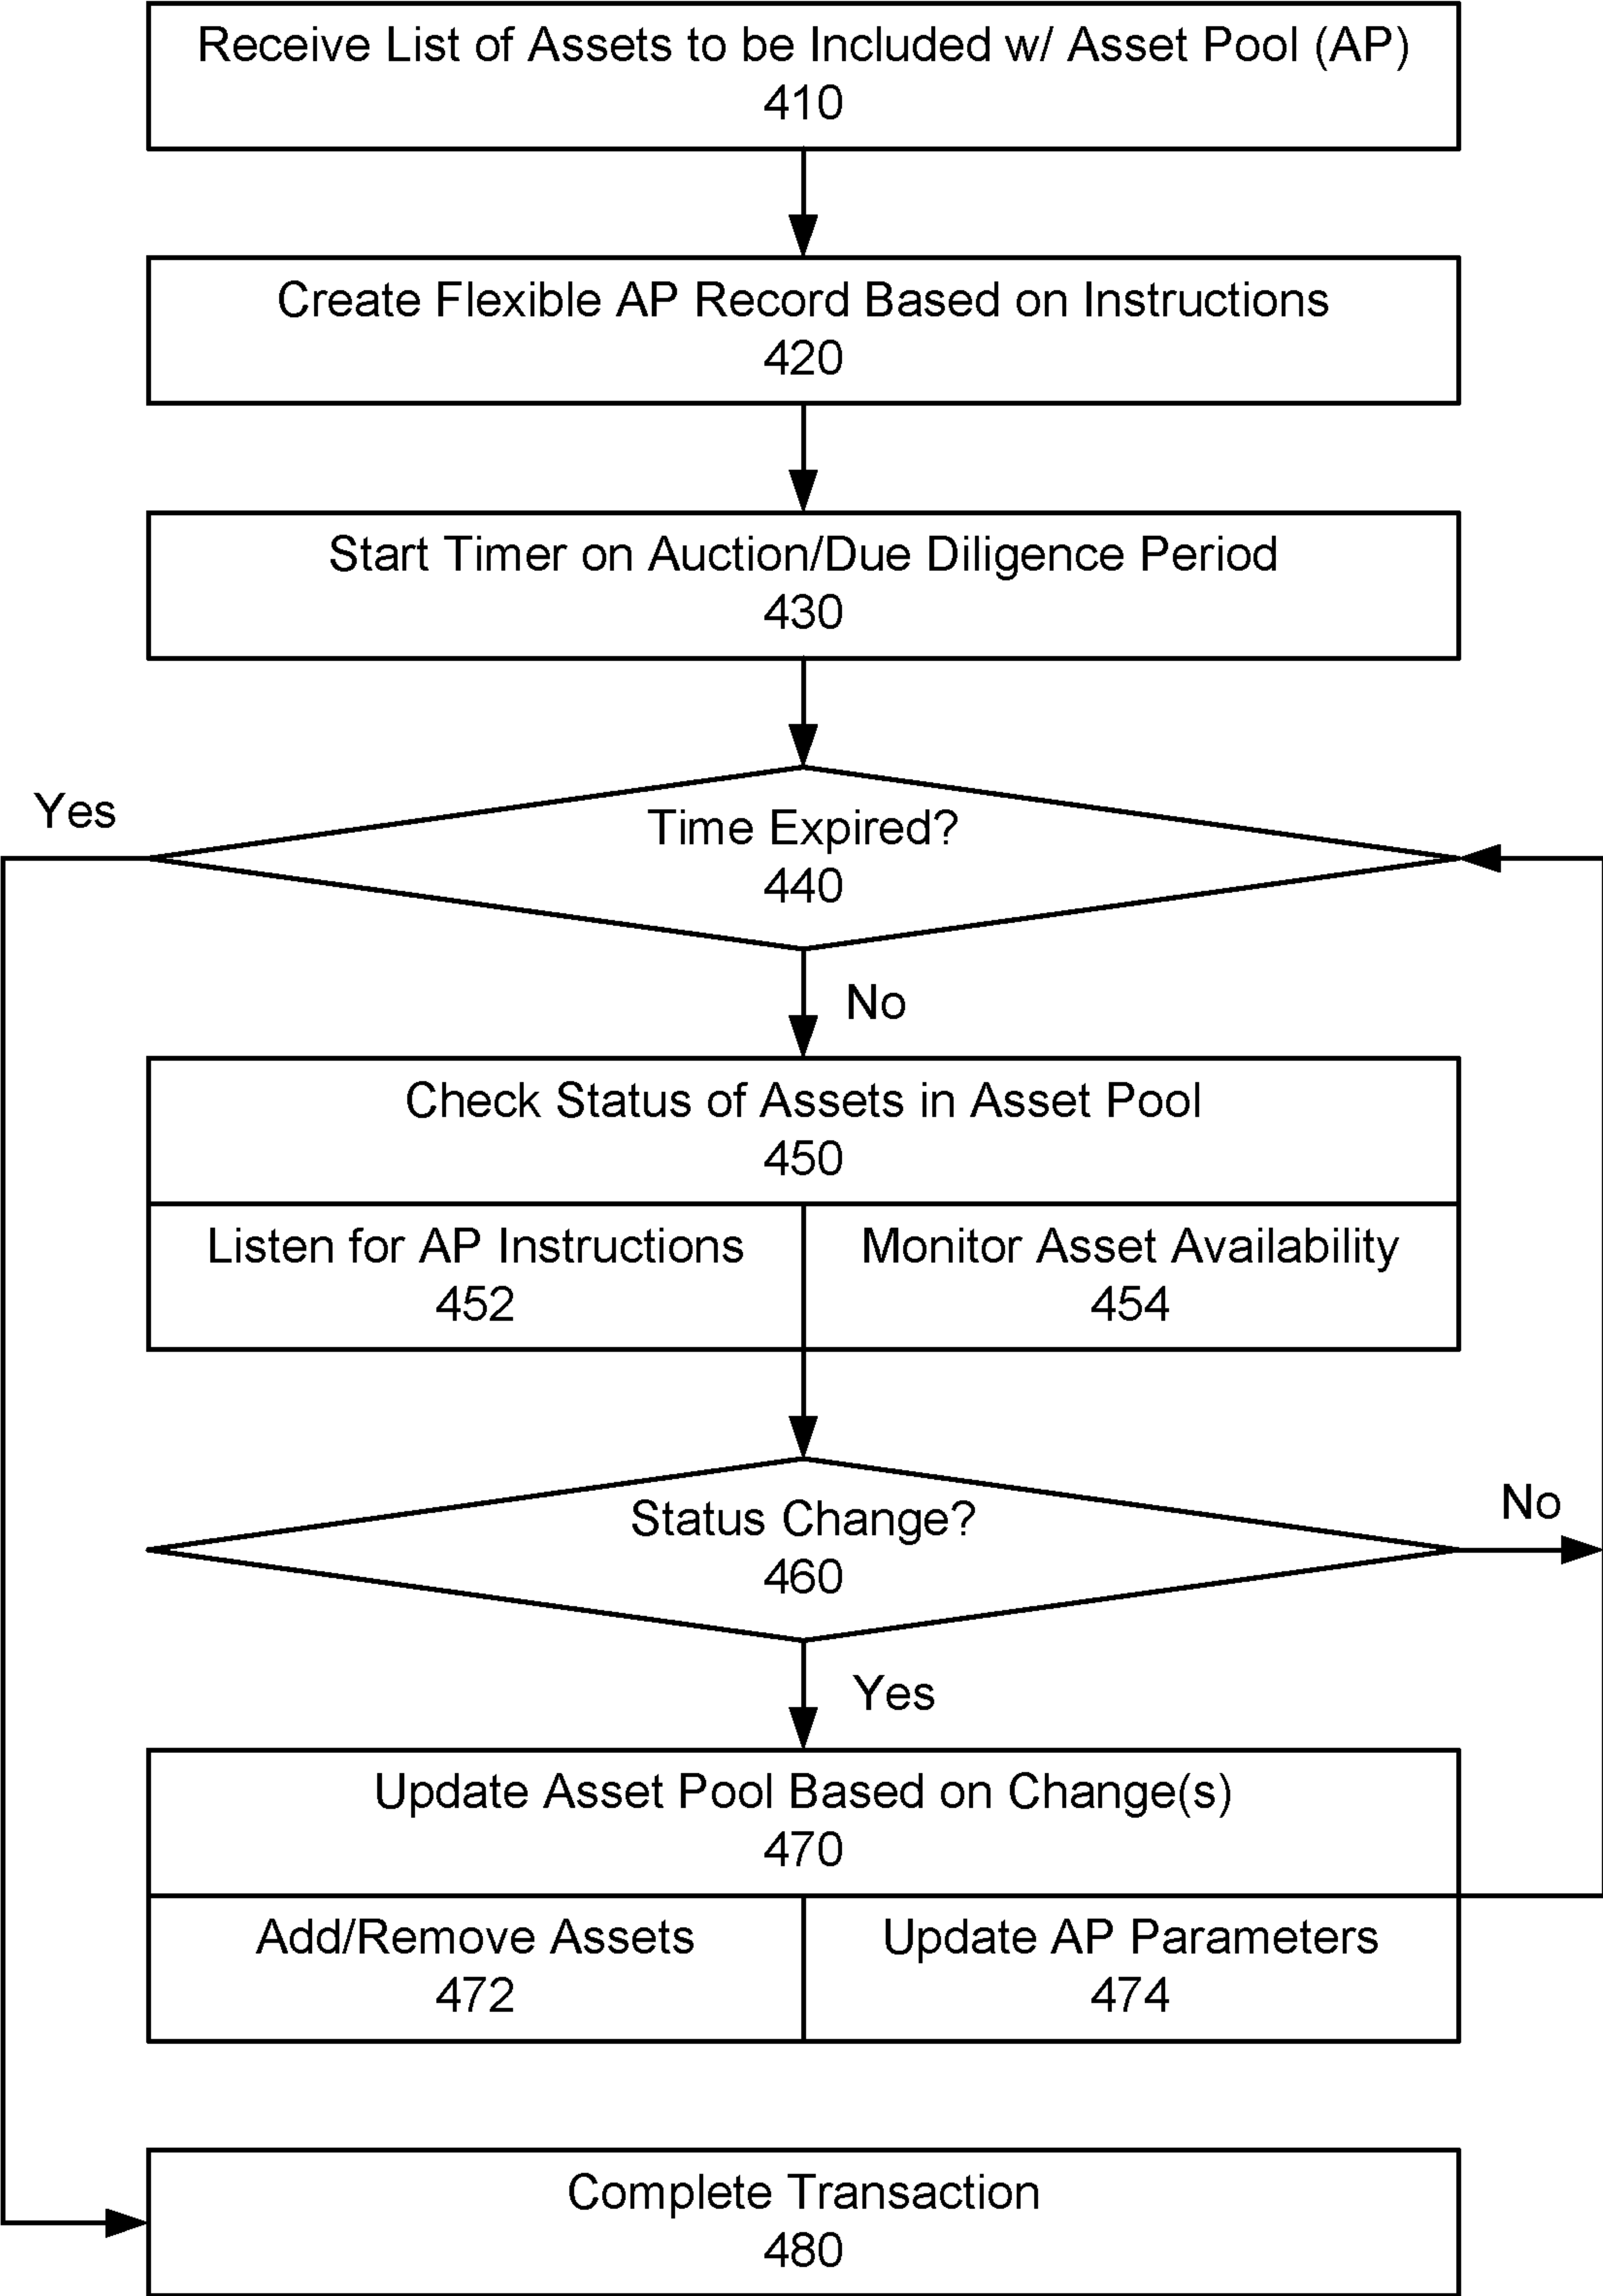 Receive List of Assets to be Included w/ Asset Pool (AP)
410
Create Flexible AP Record Based on Instructions
420
Start Timer on Auction/Due Diligence Period
430
Yes
Time Expired?
440
No
Check Status of Assets in Asset Pool
450
Listen for AP Instructions
452
Monitor Asset Availability
454
Status Change?
460
No
Yes
Update Asset Pool Based on Change(s)
470
Add/Remove Assets
472
Update AP Parameters
474
Complete Transaction
480